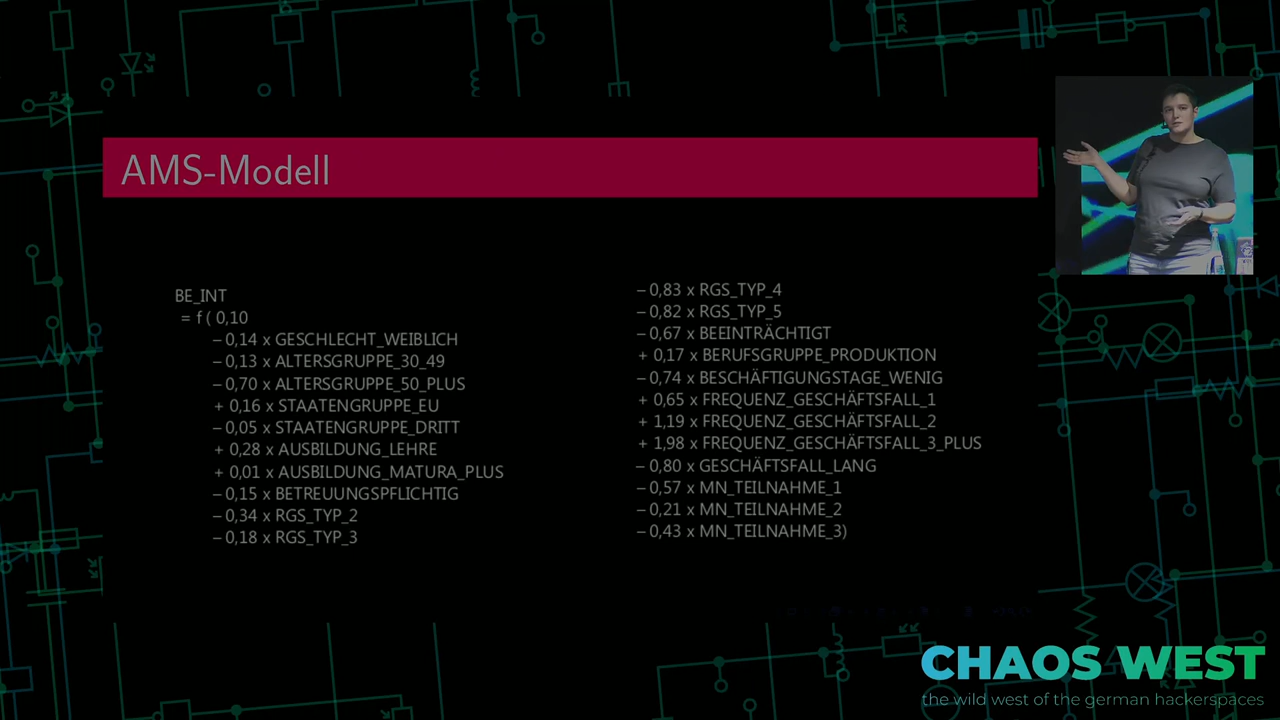 AMS-Modell
BE_INT
= f ( 0,10
– 0,14 x GESCHLECHT_WEIBLICH
– 0,13 x ALTERSGRUPPE_30_49
– 0,70 x ALTERSGRUPPE_50_PLUS
+ 0,16 x STAATENGRUPPE_EU
– 0,05 x STAATENGRUPPE_DRITT
+ 0,28 x AUSBILDUNG_LEHRE
+ 0,01 x AUSBILDUNG_MATURA_PLUS
– 0,15 x BETREUUNGSPFLICHTIG
– 0,34 x RGS_TYP_2
– 0,18 x RGS_TYP_3
– 0,83 x RGS_TYP_4
– 0,82 x RGS_TYP_5
– 0,67 x BEEINTRÄCHTIGT
+ 0,17 x BERUFSGRUPPE_PRODUKTION
– 0,74 x BESCHÄFTIGUNGSTAGE_WENIG
+ 0,65 x FREQUENZ_GESCHÄFTSFALL_1
+ 1,19 x FREQUENZ_GESCHÄFTSFALL_2
+ 1,98 x FREQUENZ_GESCHÄFTSFALL_3_PLUS
– 0,80 x GESCHÄFTSFALL_LANG
– 0,57 x MN_TEILNAHME_1
– 0,21 x MN_TEILNAHME_2
– 0,43 x MN_TEILNAHME_3)
CHAOS WEST
the wild west of the german hackerspaces